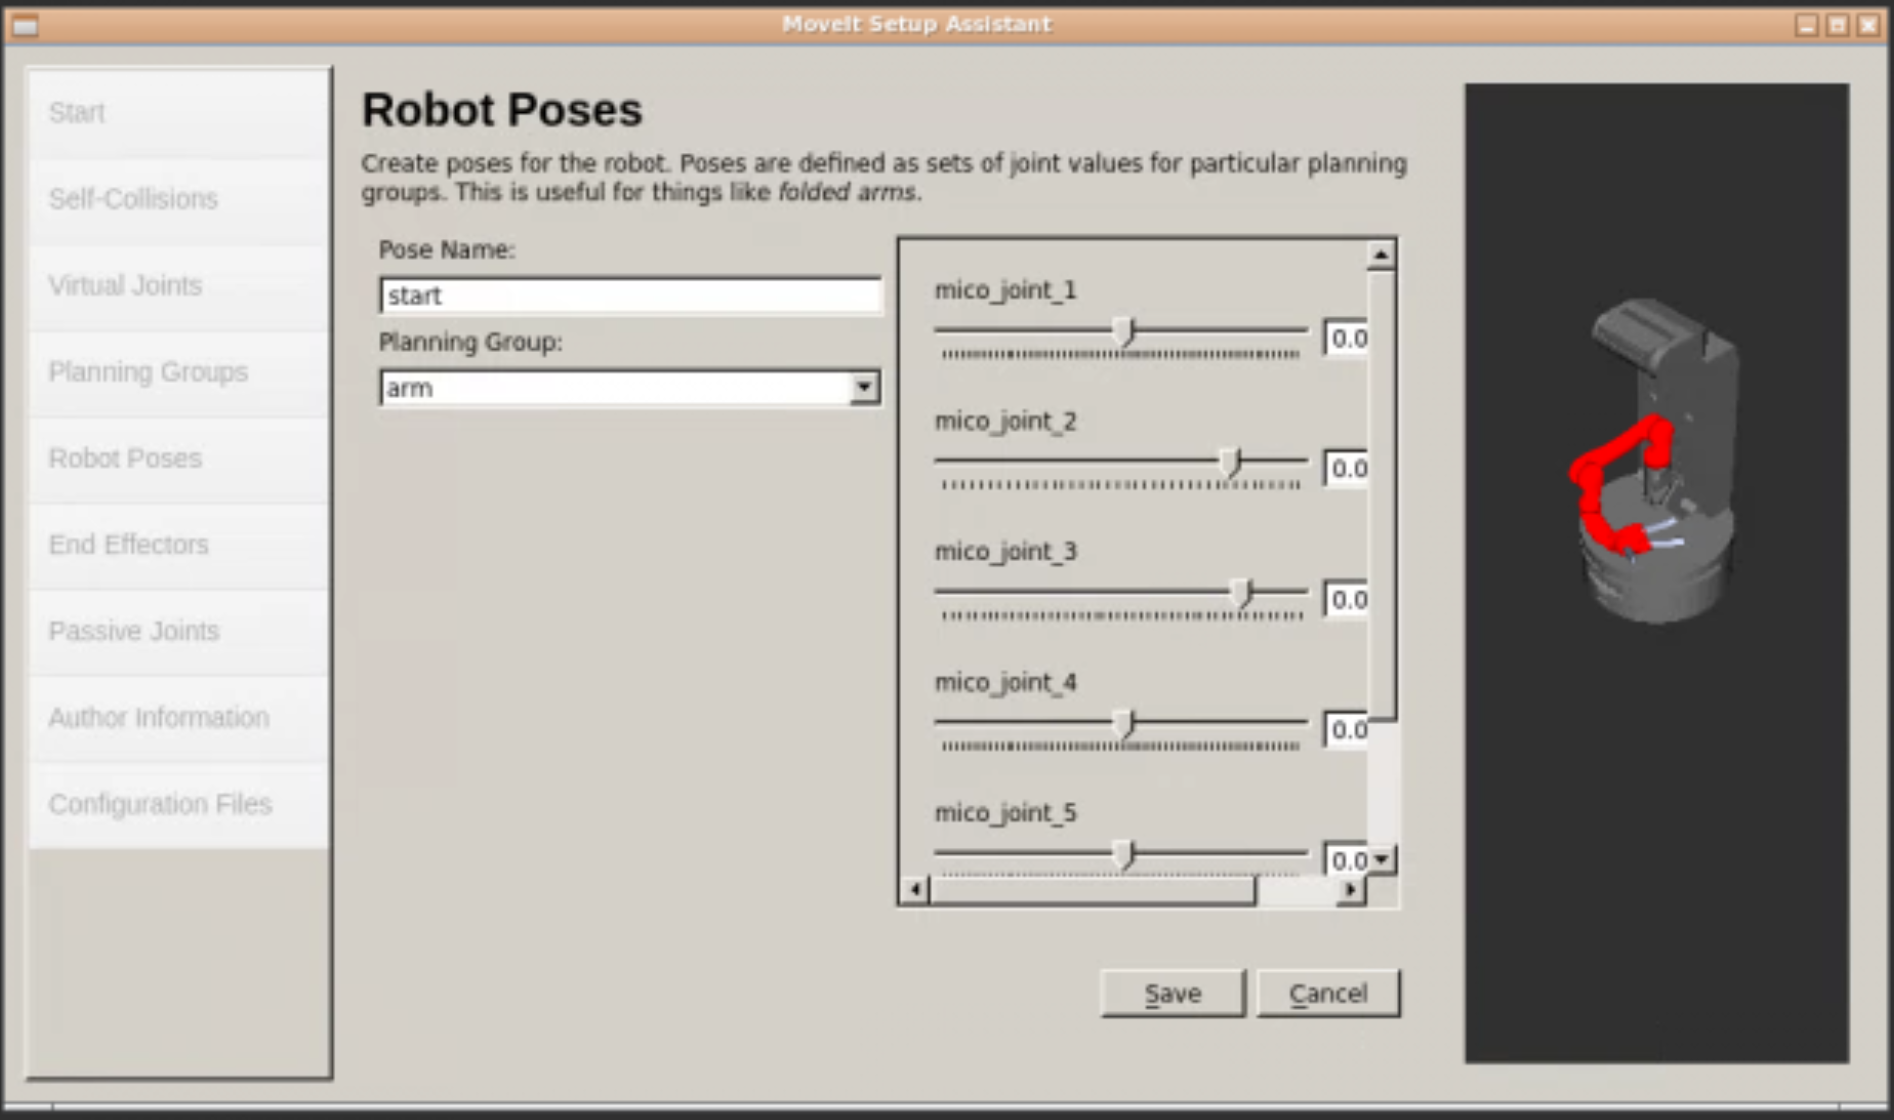 MoveIt Setup Assistant
Start
Self-Collisions
Virtual Joints
Planning Groups
Robot Poses
End Effectors
Passive Joints
Author Information
Configuration Files
Robot Poses
Create poses for the robot. Poses are defined as sets of joint values for particular planning
groups. This is useful for things like folded arms.
Pose Name:
start
Planning Group:
arm
mico_joint_1
0.0
mico_joint_2
0.0
mico_joint_3
0.0
mico_joint_4
0.0
mico_joint_5
0.0
Save Cancel